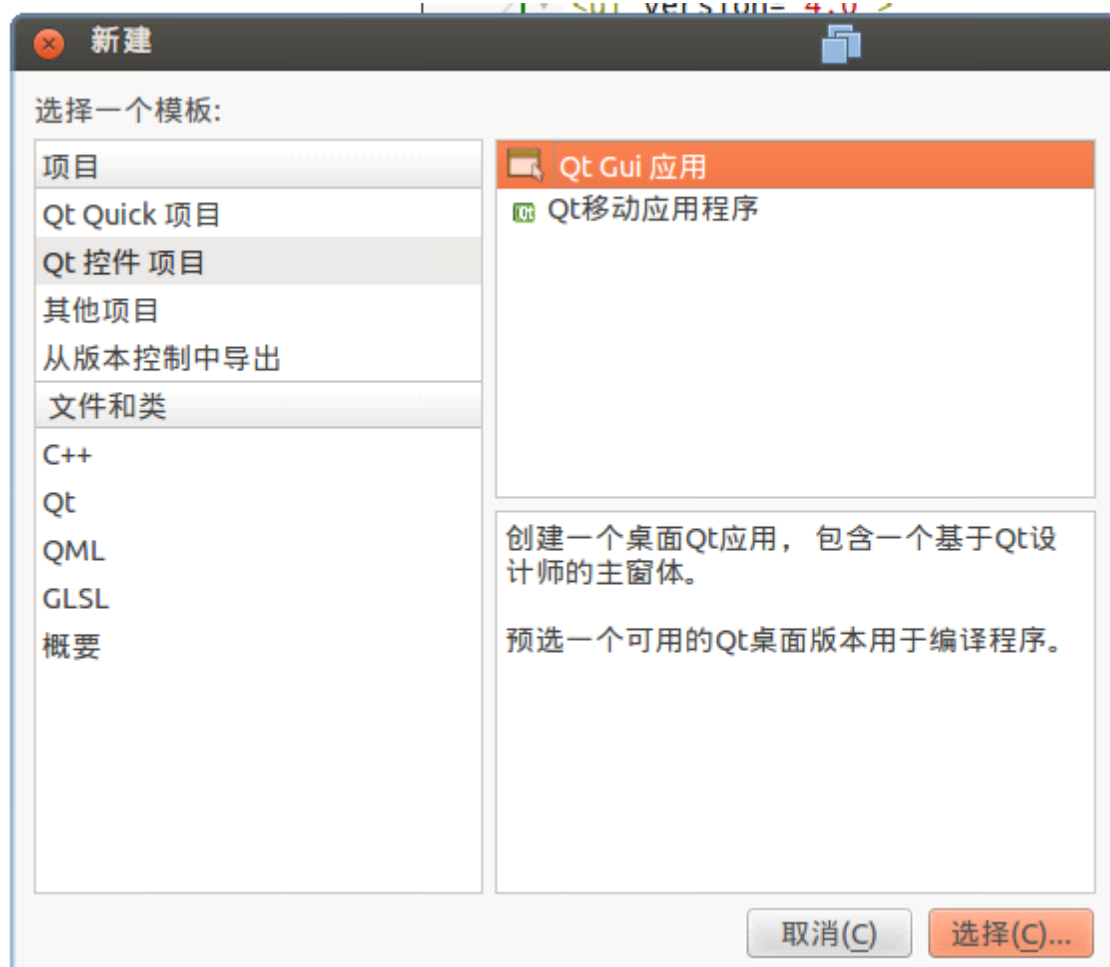 <ui version="4.0">
新建
选择一个模板:
项目
Qt Quick 项目
Qt 控件 项目
其他项目
从版本控制中导出
文件和类
C++
Qt
QML
GLSL
概要
Qt Gui 应用
Qt移动应用程序
创建一个桌面Qt应用， 包含一个基于Qt设
计师的主窗体。
预选一个可用的Qt桌面版本用于编译程序。
取消(C)
选择(C)...